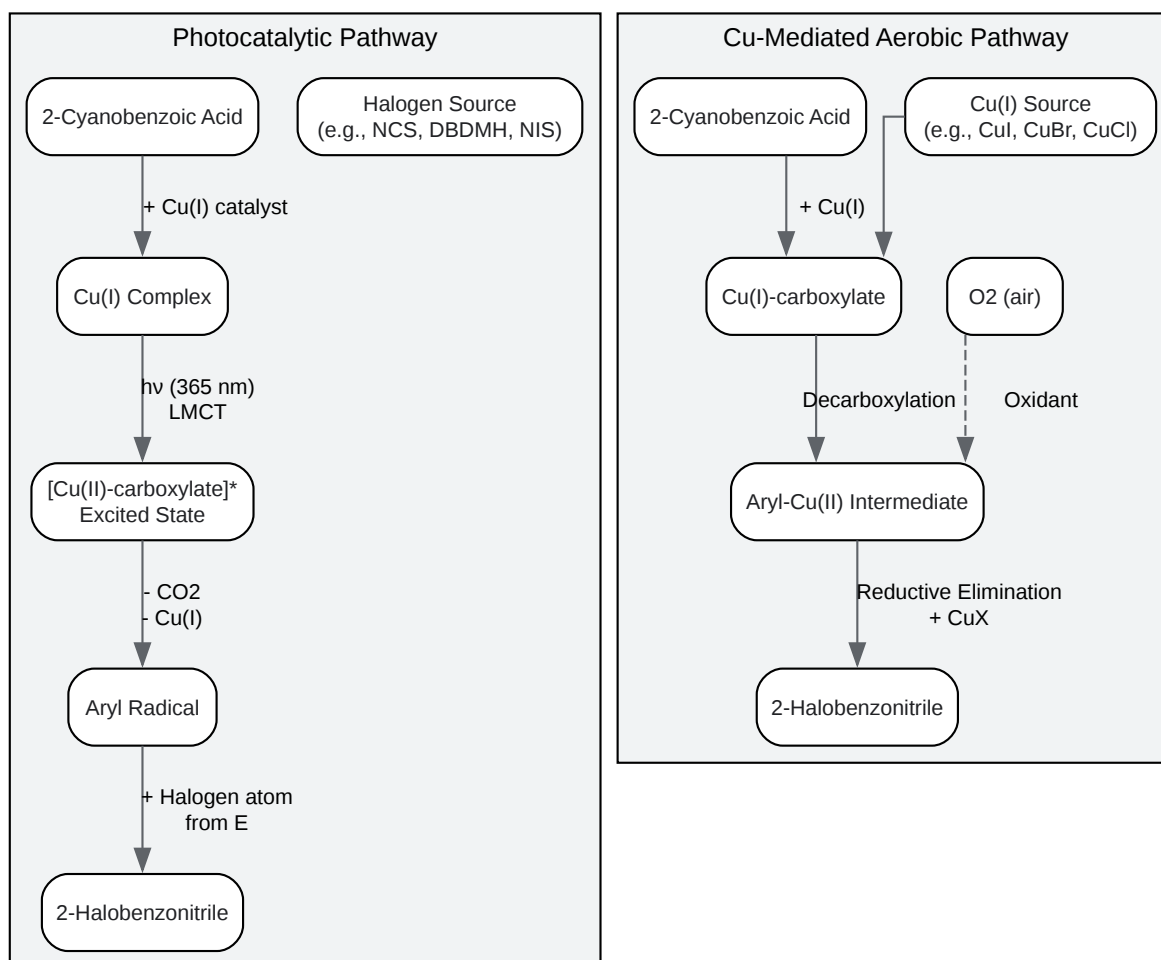 Photocatalytic Pathway
2-Cyanobenzoic Acid
Halogen Source
(e.g., NCS, DBDMH, NIS)
+ Cu(I) catalyst
Cu(I) Complex
hν (365 nm)
LMCT
[Cu(II)-carboxylate]*
Excited State
- CO2
- Cu(I)
Aryl Radical
+ Halogen atom
from E
2-Halobenzonitrile
Cu-Mediated Aerobic Pathway
2-Cyanobenzoic Acid
Cu(I) Source
(e.g., CuI, CuBr, CuCl)
+ Cu(I)
Cu(I)-carboxylate
O2 (air)
Decarboxylation
Oxidant
Aryl-Cu(II) Intermediate
Reductive Elimination
+ CuX
2-Halobenzonitrile